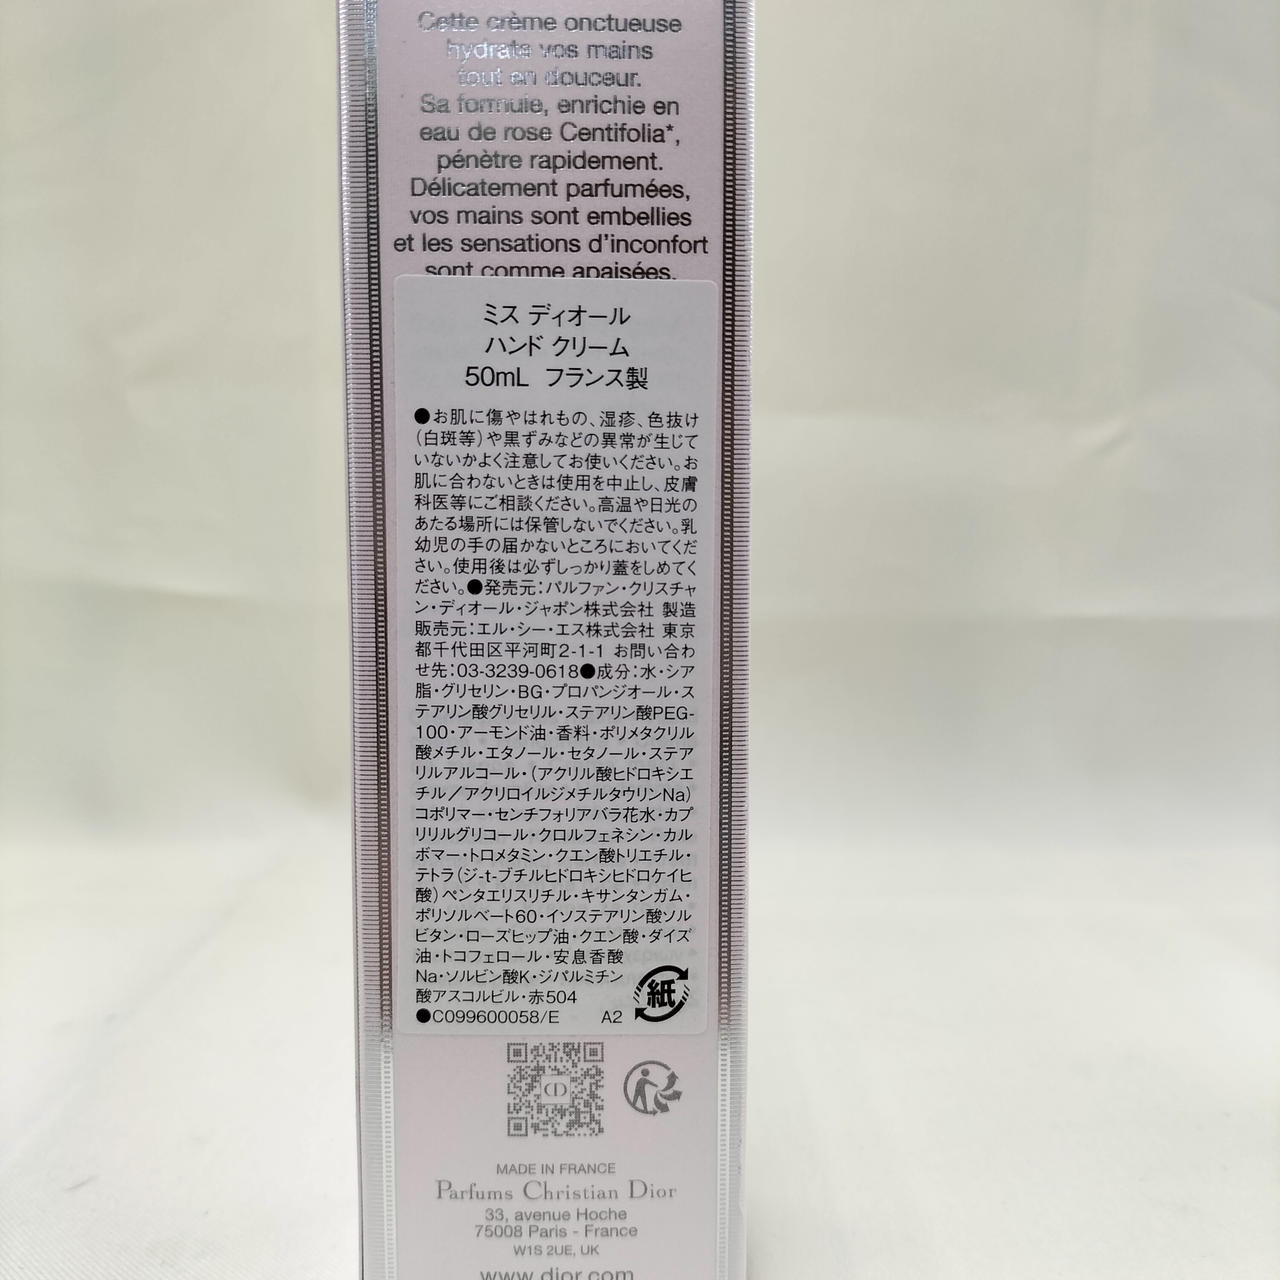 Cette crème onctueuse
hydrate vos mains
tout en douceur.
Sa formule, enrichie en
eau de rose Centifolia*,
pénètre rapidement.
Délicatement parfumées,
vos mains sont embellies
et les sensations d'inconfort
sont comme apaisées.
ミス ディオール
ハンド クリーム
50mL フランス製
●お肌に傷やはれもの、湿疹、色抜け
(白斑等)や黒ずみなどの異常が生じて
いないかよく注意してお使いください。お
肌に合わないときは使用を中止し、皮膚
科医等にご相談ください。高温や日光の
あたる場所には保管しないでください。乳
幼児の手の届かないところにおいてくだ
さい。使用後は必ずしっかり蓋をしめてく
ださい。●発売元:パルファン・クリスチャ
ン・ディオール・ジャポン株式会社 製造
販売元:エル・シー・エス株式会社 東京
都千代田区平河町2-1-1 お問い合わ
せ先:03-3239-0618●成分:水・シア
脂・グリセリン・BG・プロパンジオール・ス
テアリン酸グリセリル・ステアリン酸PEG-
100・アーモンド油・香料・ポリメタクリル
酸メチル・エタノール・セタノール・ステア
リルアルコール・(アクリル酸ヒドロキシエ
チル/アクリロイルジメチルタウリンNa)
コポリマー・センチフォリアバラ花水・カプ
リリルグリコール・クロルフェネシン・カル
ボマー・トロメタミン・クエン酸トリエチル・
テトラ(ジ-t-ブチルヒドロキシヒドロケイヒ
酸)ペンタエリスリチル・キサンタンガム・
ポリソルベート60・イソステアリン酸ソル
ビタン・ローズヒップ油・クエン酸・ダイズ
油・トコフェロール・安息香酸
Na・ソルビン酸K・ジパルミチン
酸アスコルビル・赤504
紙
●C099600058/E A2
CD
MADE IN FRANCE
Parfums Christian Dior
33, avenue Hoche
75008 Paris - France
W1S 2UE, UK
www.dior.com